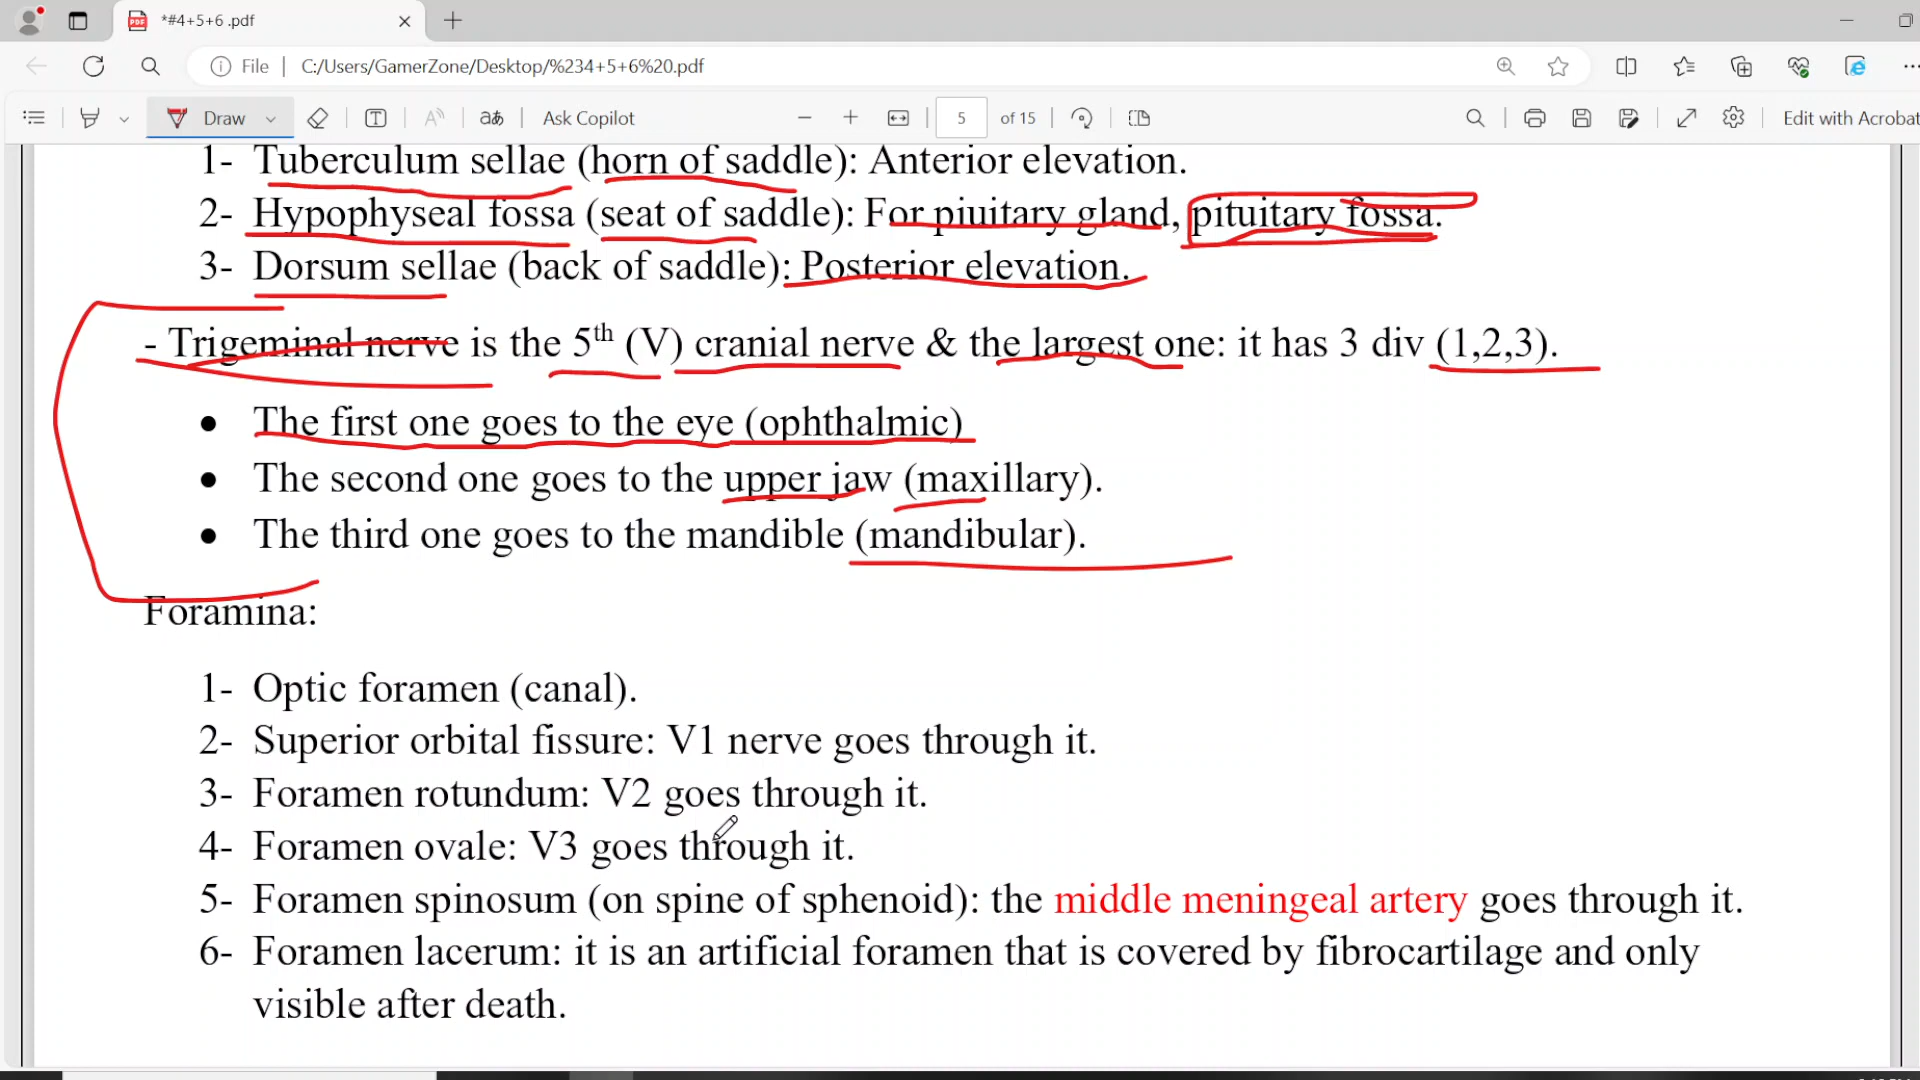 *#4+5+6 .pdf
File | C:/Users/GamerZone/Desktop/%234+5+6%20.pdf
Draw
Ask Copilot
5 of 15
Edit with Acrobat
1- Tuberculum sellae (horn of saddle): Anterior elevation.
2- Hypophyseal fossa (seat of saddle): For piuitary gland, pituitary fossa.
3- Dorsum sellae (back of saddle): Posterior elevation.
- Trigeminal nerve is the 5th (V) cranial nerve & the largest one: it has 3 div (1,2,3).
• The first one goes to the eye (ophthalmic)
• The second one goes to the upper jaw (maxillary).
• The third one goes to the mandible (mandibular).
Foramina:
1- Optic foramen (canal).
2- Superior orbital fissure: V1 nerve goes through it.
3- Foramen rotundum: V2 goes through it.
4- Foramen ovale: V3 goes through it.
5- Foramen spinosum (on spine of sphenoid): the middle meningeal artery goes through it.
6- Foramen lacerum: it is an artificial foramen that is covered by fibrocartilage and only
visible after death.